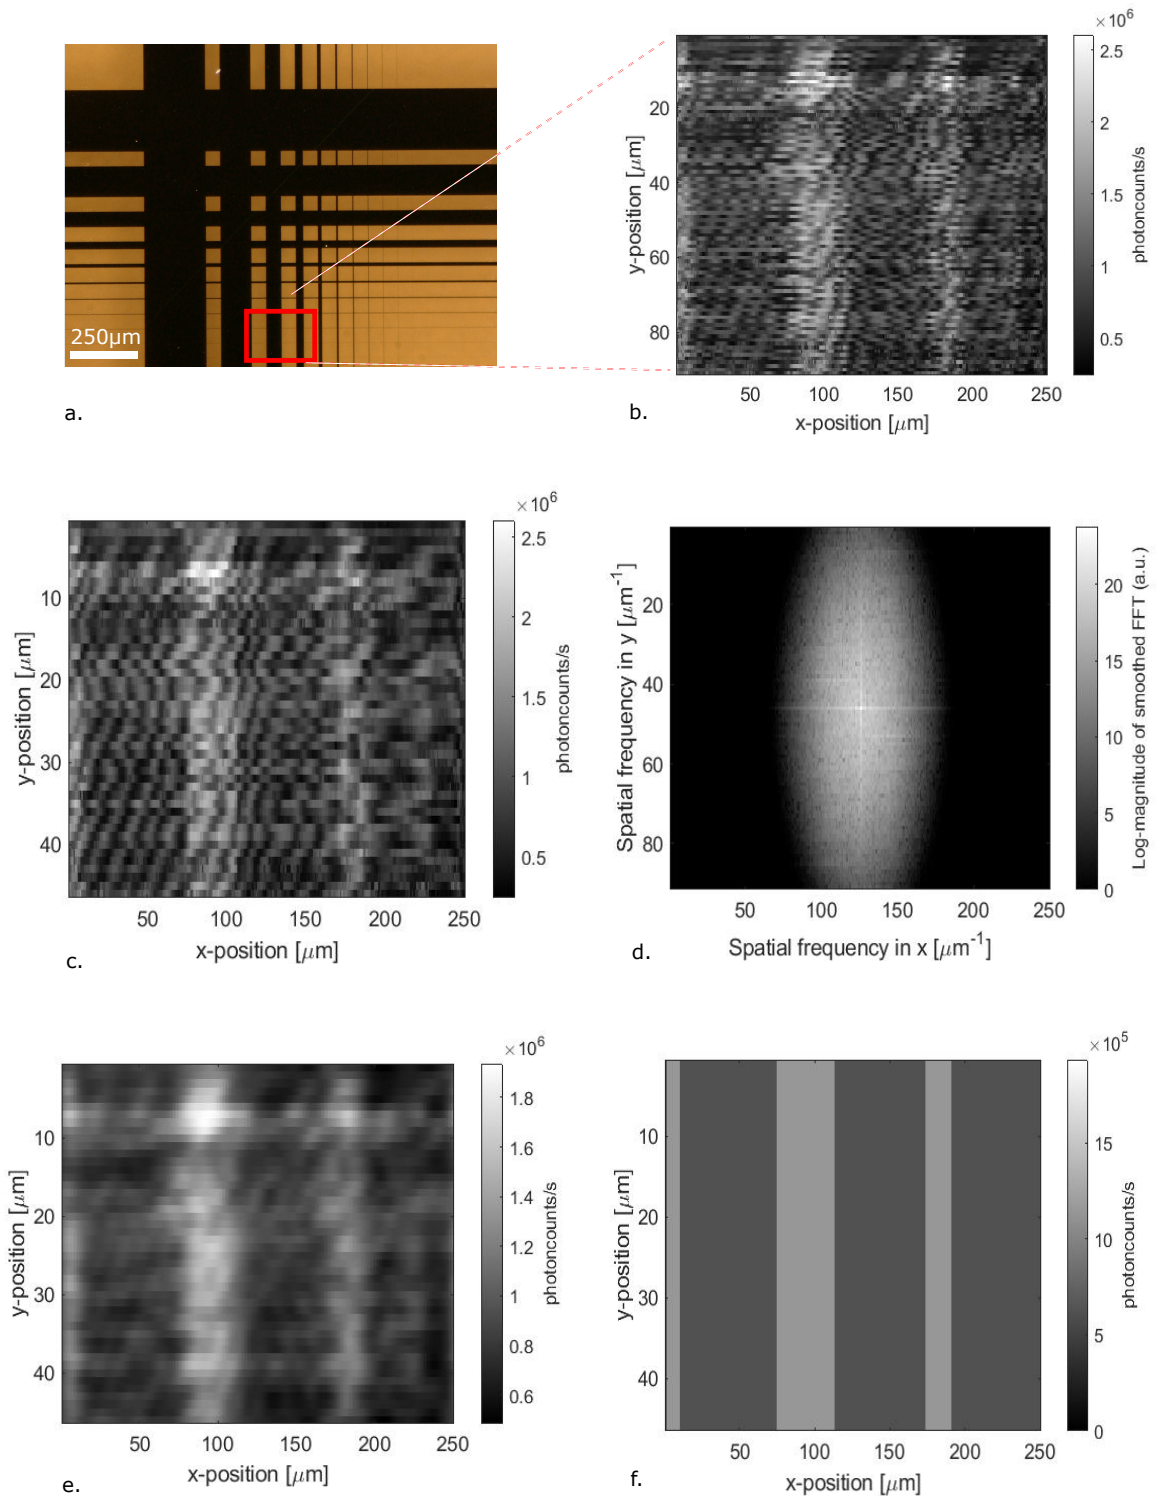 250μm
a.
×10^6
2.5
2
1.5
1
0.5
photoncounts/s
20
40
60
80
y-position [μm]
50 100 150 200 250
x-position [μm]
b.
×10^6
2.5
2
1.5
1
0.5
photoncounts/s
10
20
30
40
y-position [μm]
50 100 150 200 250
x-position [μm]
c.
20
15
10
5
0
Log-magnitude of smoothed FFT (a.u.)
20
40
60
80
Spatial frequency in y [μm^-1]
50 100 150 200 250
Spatial frequency in x [μm^-1]
d.
×10^6
1.8
1.6
1.4
1.2
1
0.8
0.6
photoncounts/s
10
20
30
40
y-position [μm]
50 100 150 200 250
x-position [μm]
e.
×10^5
15
10
5
0
photoncounts/s
10
20
30
40
y-position [μm]
50 100 150 200 250
x-position [μm]
f.